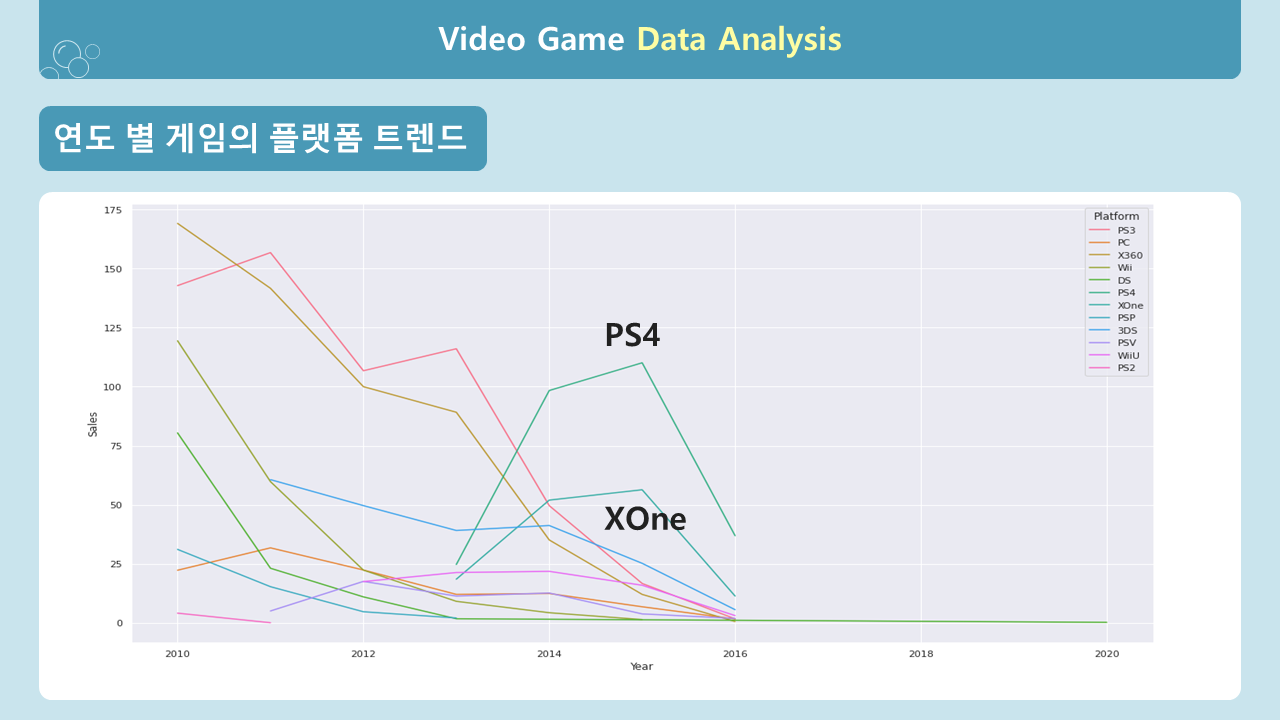 Video Game Data Analysis
연도 별 게임의 플랫폼 트렌드
175
150
125
100
75
50
25
0
Sales
2010
2012
2014
2016
2018
2020
Year
PS4
XOne
Platform
PS3
PC
X360
Wii
DS
PS4
XOne
PSP
3DS
PSV
WiiU
PS2